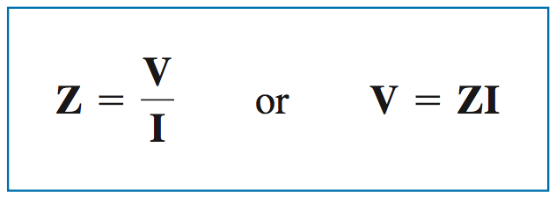 Z = V/I or V = ZI